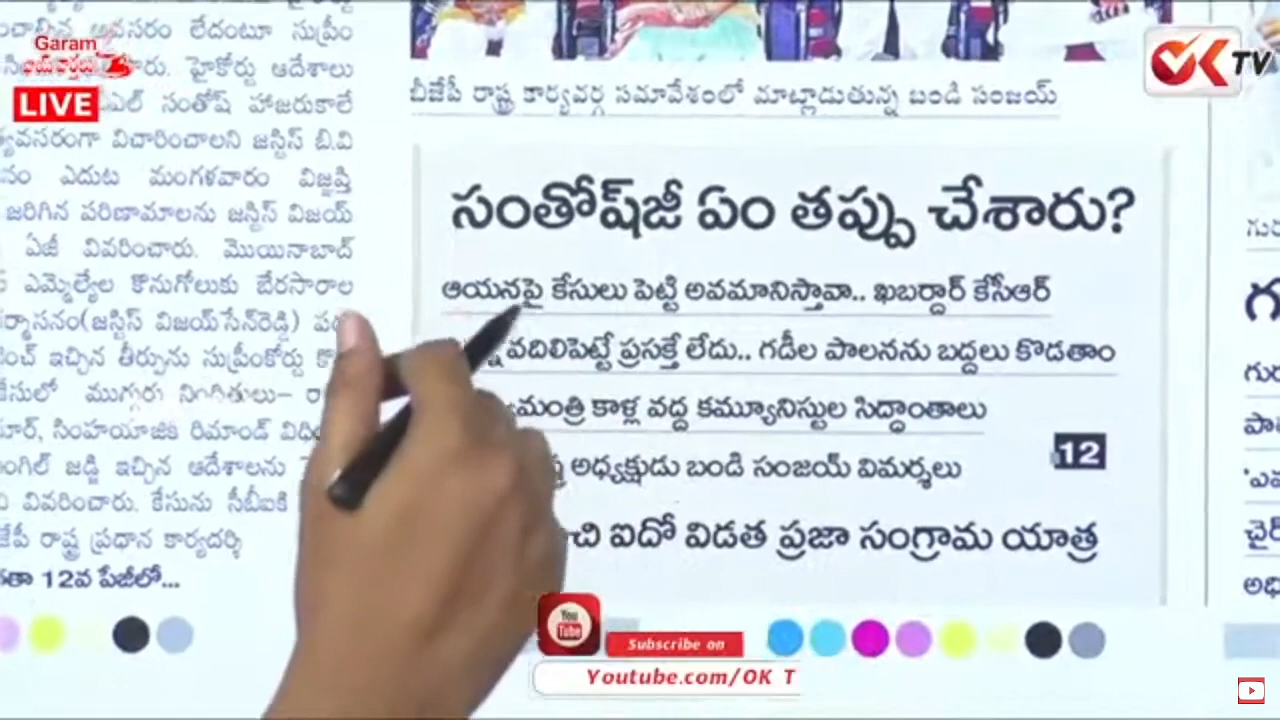 Garam
LIVE
OK TV
అవసరం లేదంటూ సుప్రీం
హైకోర్టు ఆదేశాలు
సంతోష్ హాజరుకాలే
విచారించాలని జస్టిస్ బి.వి
ఎదుట మంగళవారం విజ్ఞప్తి
జరిగిన పరిణామాలను జస్టిస్ విజయ్
ఏజీ వివరించారు. మొయినాబాద్
ఎమ్మెల్యేల కొనుగోలుకు బేరసారాల
(జస్టిస్ విజయ్‌సేన్‌రెడ్డి)
ఇచ్చిన తీర్పును సుప్రీంకోర్టు
కేసులో ముగ్గురు నిందితులు–
సింహయాజికి రిమాండ్
జడ్జి ఇచ్చిన ఆదేశాలను
వివరించారు. కేసును సీబీఐకి
రాష్ట్ర ప్రధాన కార్యదర్శి
12వ పేజీలో...
బీజేపీ రాష్ట్ర కార్యవర్గ సమావేశంలో మాట్లాడుతున్న బండి సంజయ్
సంతోష్‌జీ ఏం తప్పు చేశారు?
ఆయనపై కేసులు పెట్టి అవమానిస్తావా.. ఖబర్దార్ కేసీఆర్
వదిలిపెట్టే ప్రసక్తే లేదు.. గడీల పాలనను బద్దలు కొడతాం
కాళ్ల వద్ద కమ్యూనిస్టుల సిద్ధాంతాలు
అధ్యక్షుడు బండి సంజయ్ విమర్శలు
12
ఐదో విడత ప్రజా సంగ్రామ యాత్ర
You
Tube
Subscribe on
Youtube.com/OK T